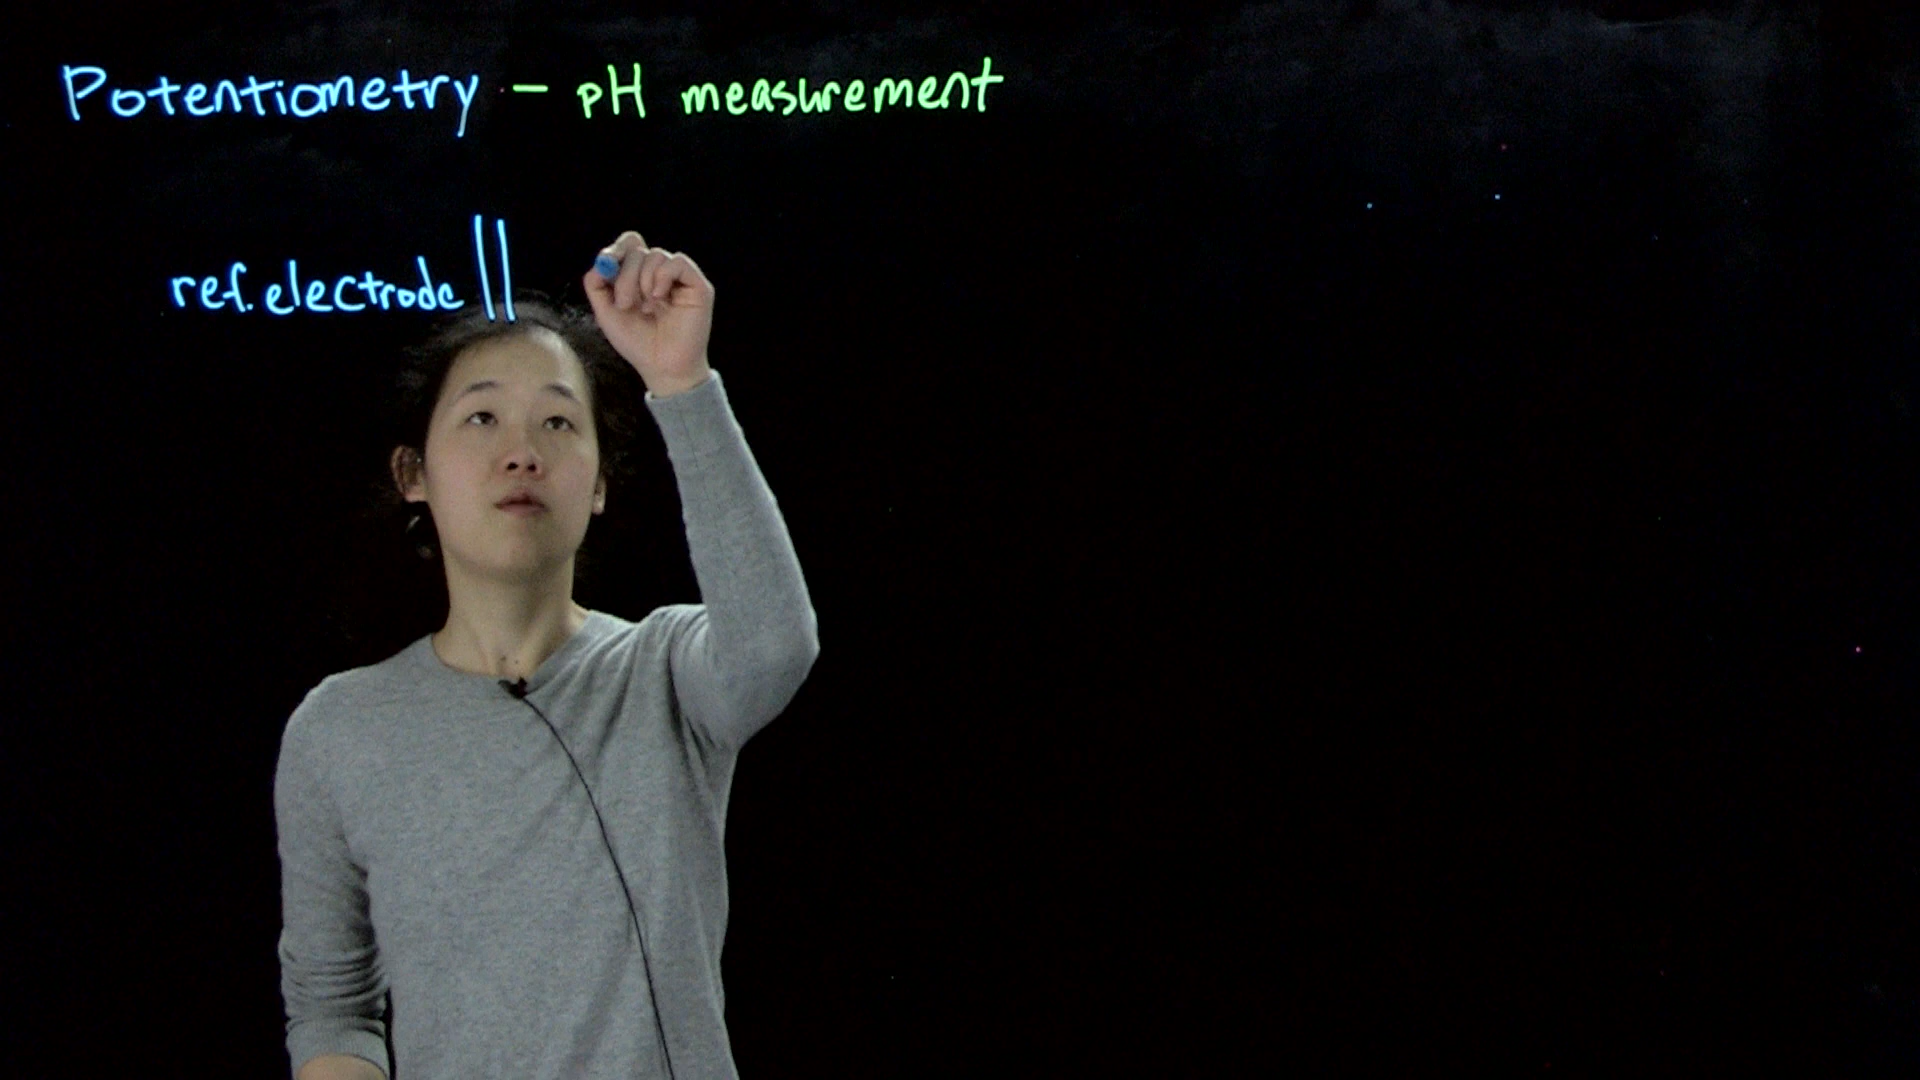 Potentiometry - pH measurement
ref. electrode ||